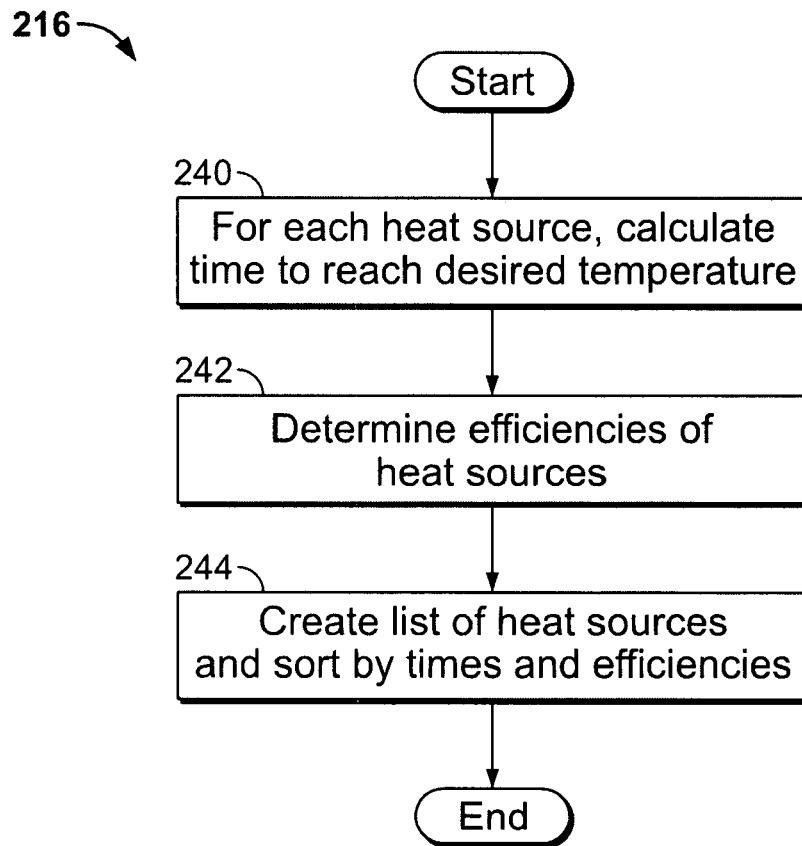 216
Start
240
For each heat source, calculate
time to reach desired temperature
242
Determine efficiencies of
heat sources
244
Create list of heat sources
and sort by times and efficiencies
End